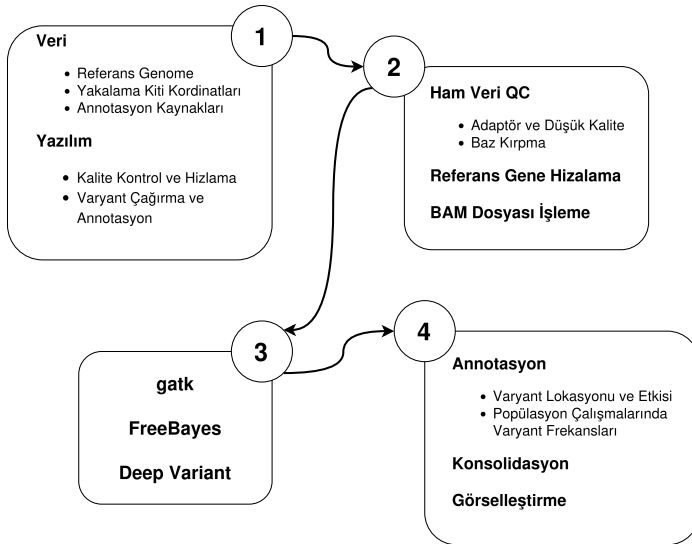 1
Veri
Referans Genome
Yakalama Kiti Kordinatları
Annotasyon Kaynakları
Yazılım
Kalite Kontrol ve Hizlama
Varyant Çağırma ve
Annotasyon
2
Ham Veri QC
Adaptör ve Düşük Kalite
Baz Kırpma
Referans Gene Hizalama
BAM Dosyası İşleme
3
gatk
FreeBayes
Deep Variant
4
Annotasyon
Varyant Lokasyonu ve Etkisi
Popülasyon Çalışmalarında
Varyant Frekansları
Konsolidasyon
Görselleştirme